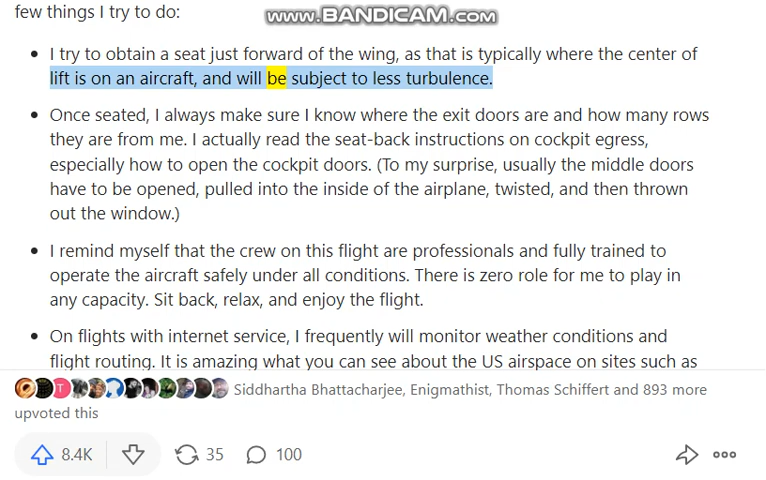 few things I try to do:
www.BANDICAM.com
• I try to obtain a seat just forward of the wing, as that is typically where the center of
lift is on an aircraft, and will be subject to less turbulence.
• Once seated, I always make sure I know where the exit doors are and how many rows
they are from me. I actually read the seat-back instructions on cockpit egress,
especially how to open the cockpit doors. (To my surprise, usually the middle doors
have to be opened, pulled into the inside of the airplane, twisted, and then thrown
out the window.)
• I remind myself that the crew on this flight are professionals and fully trained to
operate the aircraft safely under all conditions. There is zero role for me to play in
any capacity. Sit back, relax, and enjoy the flight.
• On flights with internet service, I frequently will monitor weather conditions and
flight routing. It is amazing what you can see about the US airspace on sites such as
T
Siddhartha Bhattacharjee, Enigmathist, Thomas Schiffert and 893 more
upvoted this
8.4K 35 100